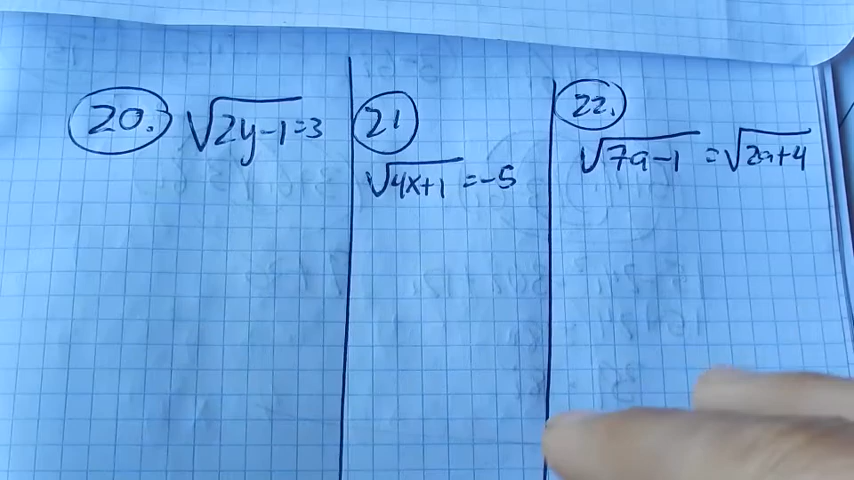 20. √2y-1=3
21
√4x+1 =-5
22.
√7a-1 =√2a+4